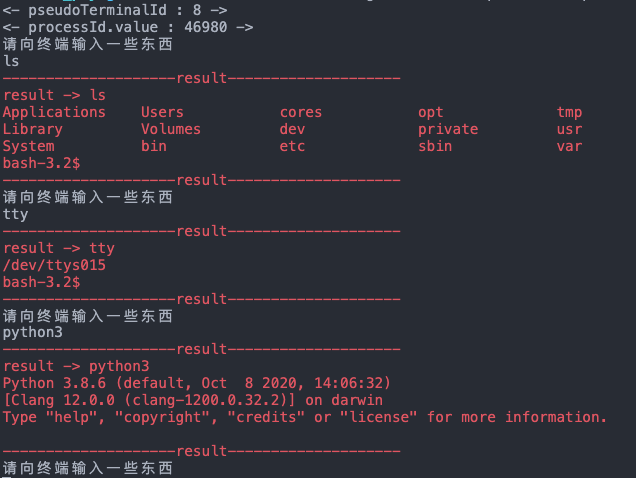 <- pseudoTerminalId : 8 ->
<- processId.value : 46980 ->
请向终端输入一些东西
ls
--------------------result--------------------
result -> ls
Applications    Users           cores           opt             tmp
Library         Volumes         dev             private         usr
System          bin             etc             sbin            var
bash-3.2$
--------------------result--------------------
请向终端输入一些东西
tty
--------------------result--------------------
result -> tty
/dev/ttys015
bash-3.2$
--------------------result--------------------
请向终端输入一些东西
python3
--------------------result--------------------
result -> python3
Python 3.8.6 (default, Oct  8 2020, 14:06:32)
[Clang 12.0.0 (clang-1200.0.32.2)] on darwin
Type "help", "copyright", "credits" or "license" for more information.
--------------------result--------------------
请向终端输入一些东西